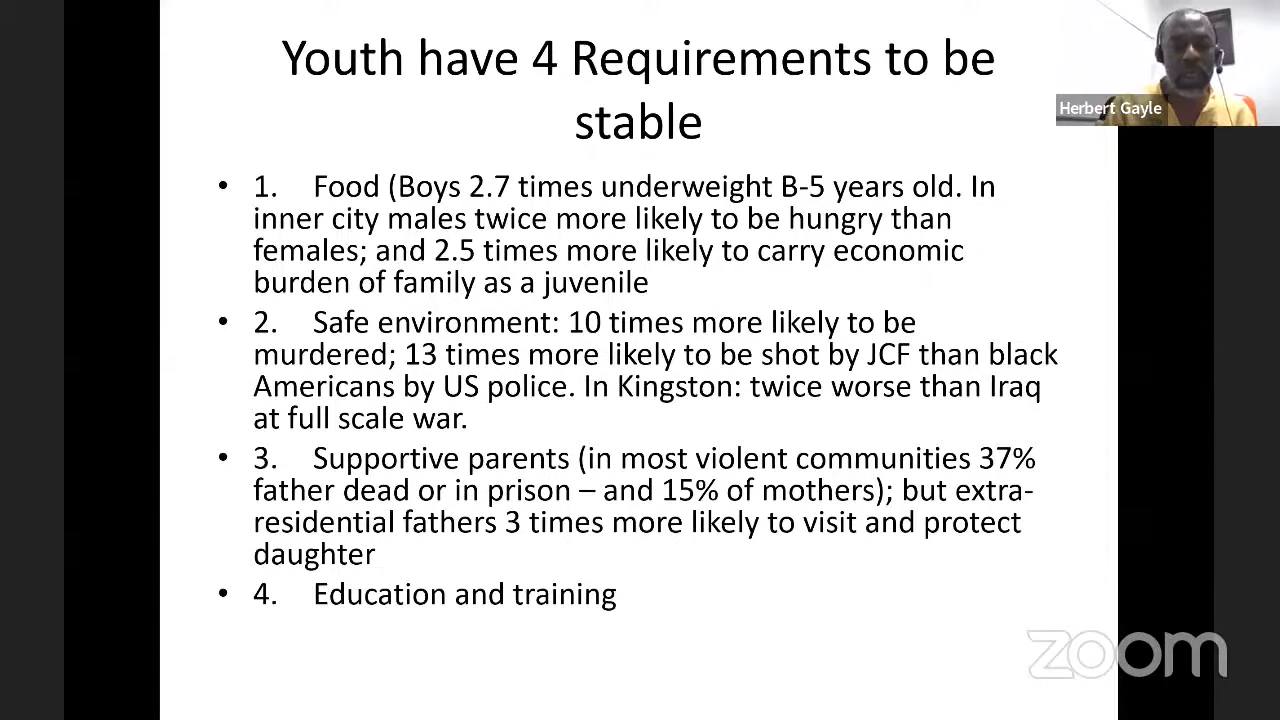 Youth have 4 Requirements to be
stable
Herbert Gayle
• 1. Food (Boys 2.7 times underweight B-5 years old. In
inner city males twice more likely to be hungry than
females; and 2.5 times more likely to carry economic
burden of family as a juvenile
• 2. Safe environment: 10 times more likely to be
murdered; 13 times more likely to be shot by JCF than black
Americans by US police. In Kingston: twice worse than Iraq
at full scale war.
• 3. Supportive parents (in most violent communities 37%
father dead or in prison – and 15% of mothers); but extra-
residential fathers 3 times more likely to visit and protect
daughter
• 4. Education and training
zoom